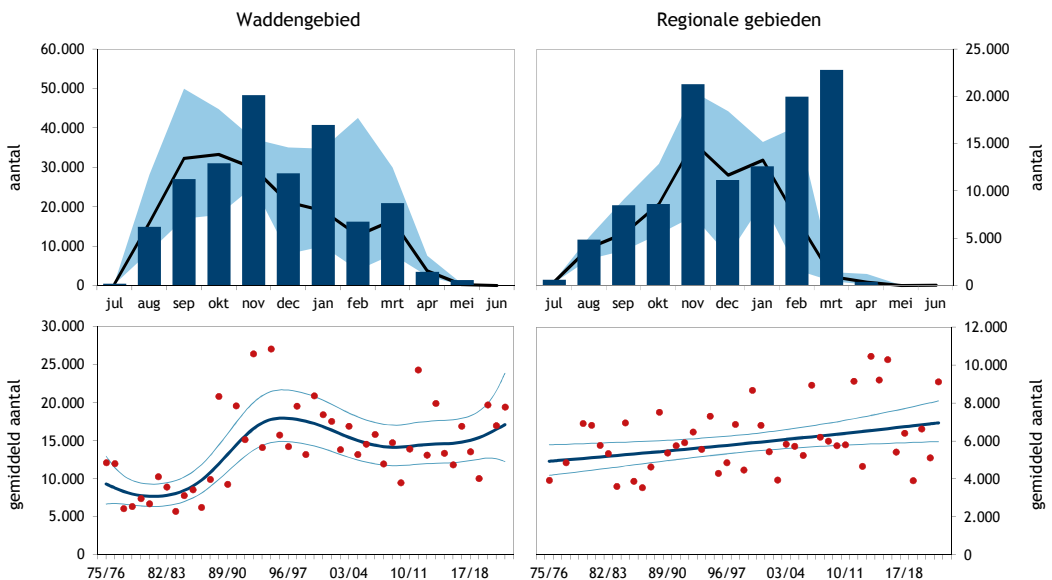 Waddengebied
Regionale gebieden
60.000
50.000
40.000
30.000
20.000
10.000
0
aantal
jul aug sep okt nov dec jan feb mrt apr mei jun
25.000
20.000
15.000
10.000
5.000
0
aantal
jul aug sep okt nov dec jan feb mrt apr mei jun
30.000
25.000
20.000
15.000
10.000
5.000
0
gemiddeld aantal
75/76 82/83 89/90 96/97 03/04 10/11 17/18
12.000
10.000
8.000
6.000
4.000
2.000
0
gemiddeld aantal
75/76 82/83 89/90 96/97 03/04 10/11 17/18